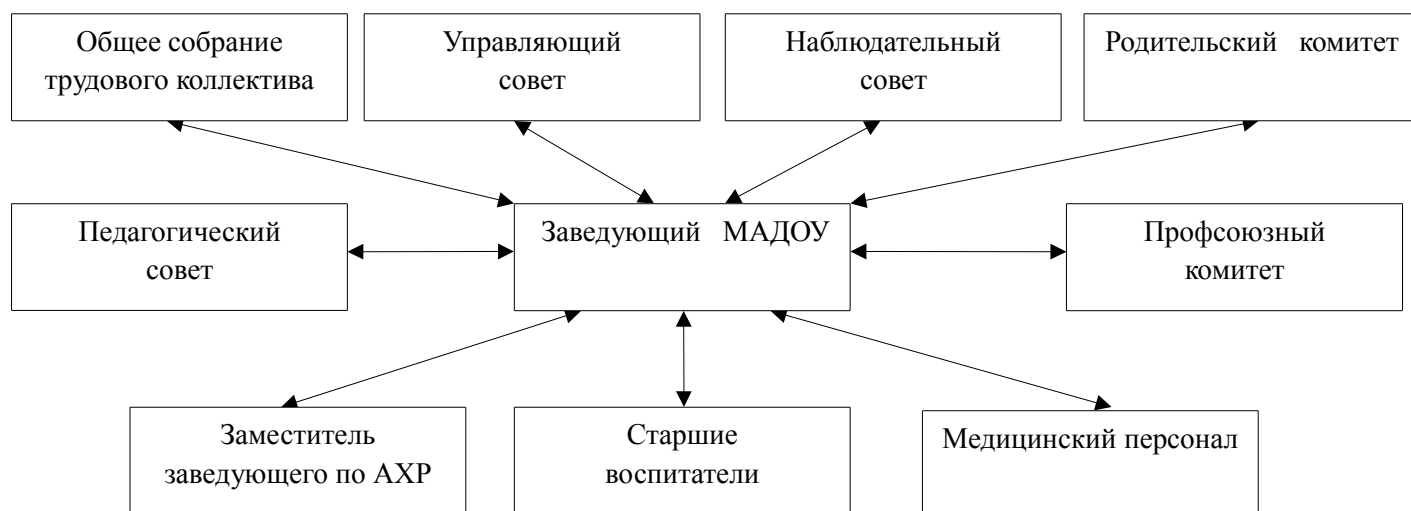 Общее собрание
трудового коллектива
Управляющий
совет
Наблюдательный
совет
Родительский комитет
Педагогический
совет
Заведующий МАДОУ
Профсоюзный
комитет
Заместитель
заведующего по АХР
Старшие
воспитатели
Медицинский персонал